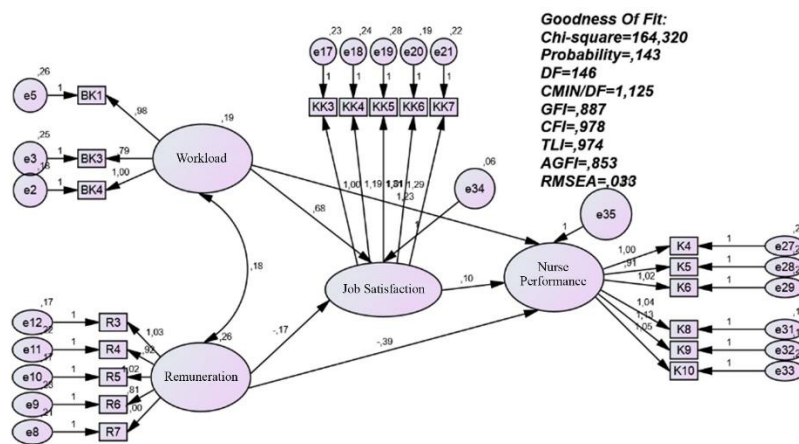 Goodness Of Fit:
Chi-square=164,320
Probability=,143
DF=146
CMIN/DF=1,125
GFI=,887
CFI=,978
TLI=,974
AGFI=,853
RMSEA=,033
,23 ,24 ,28 ,19 ,22
e17 e18 e19 e20 e21
1 1 1 1 1
KK3 KK4 KK5 KK6 KK7
1,00 1,19 1,29
1,23
,26
e5 1 BK1
,98
,25
e3 1 BK3 ,79
e2 1 BK4 1,00
,19
Workload
,68
,06
e34
1
e35
1
,18
Job Satisfaction
,10
Nurse
Performance
-,17
-,39
1,00 K4 1 e27
,91 K5 1 e28
1,02 K6 1 e29
1,04 K8 1 e31
1,13 K9 1 e32
1,05 K10 1 e33
,17
e12 1 R3 1,03
e11 1 R4 ,92
e10 1 R5 1,02
e9 1 R6 ,81
,21
e8 1 R7 ,00
,26
Remuneration